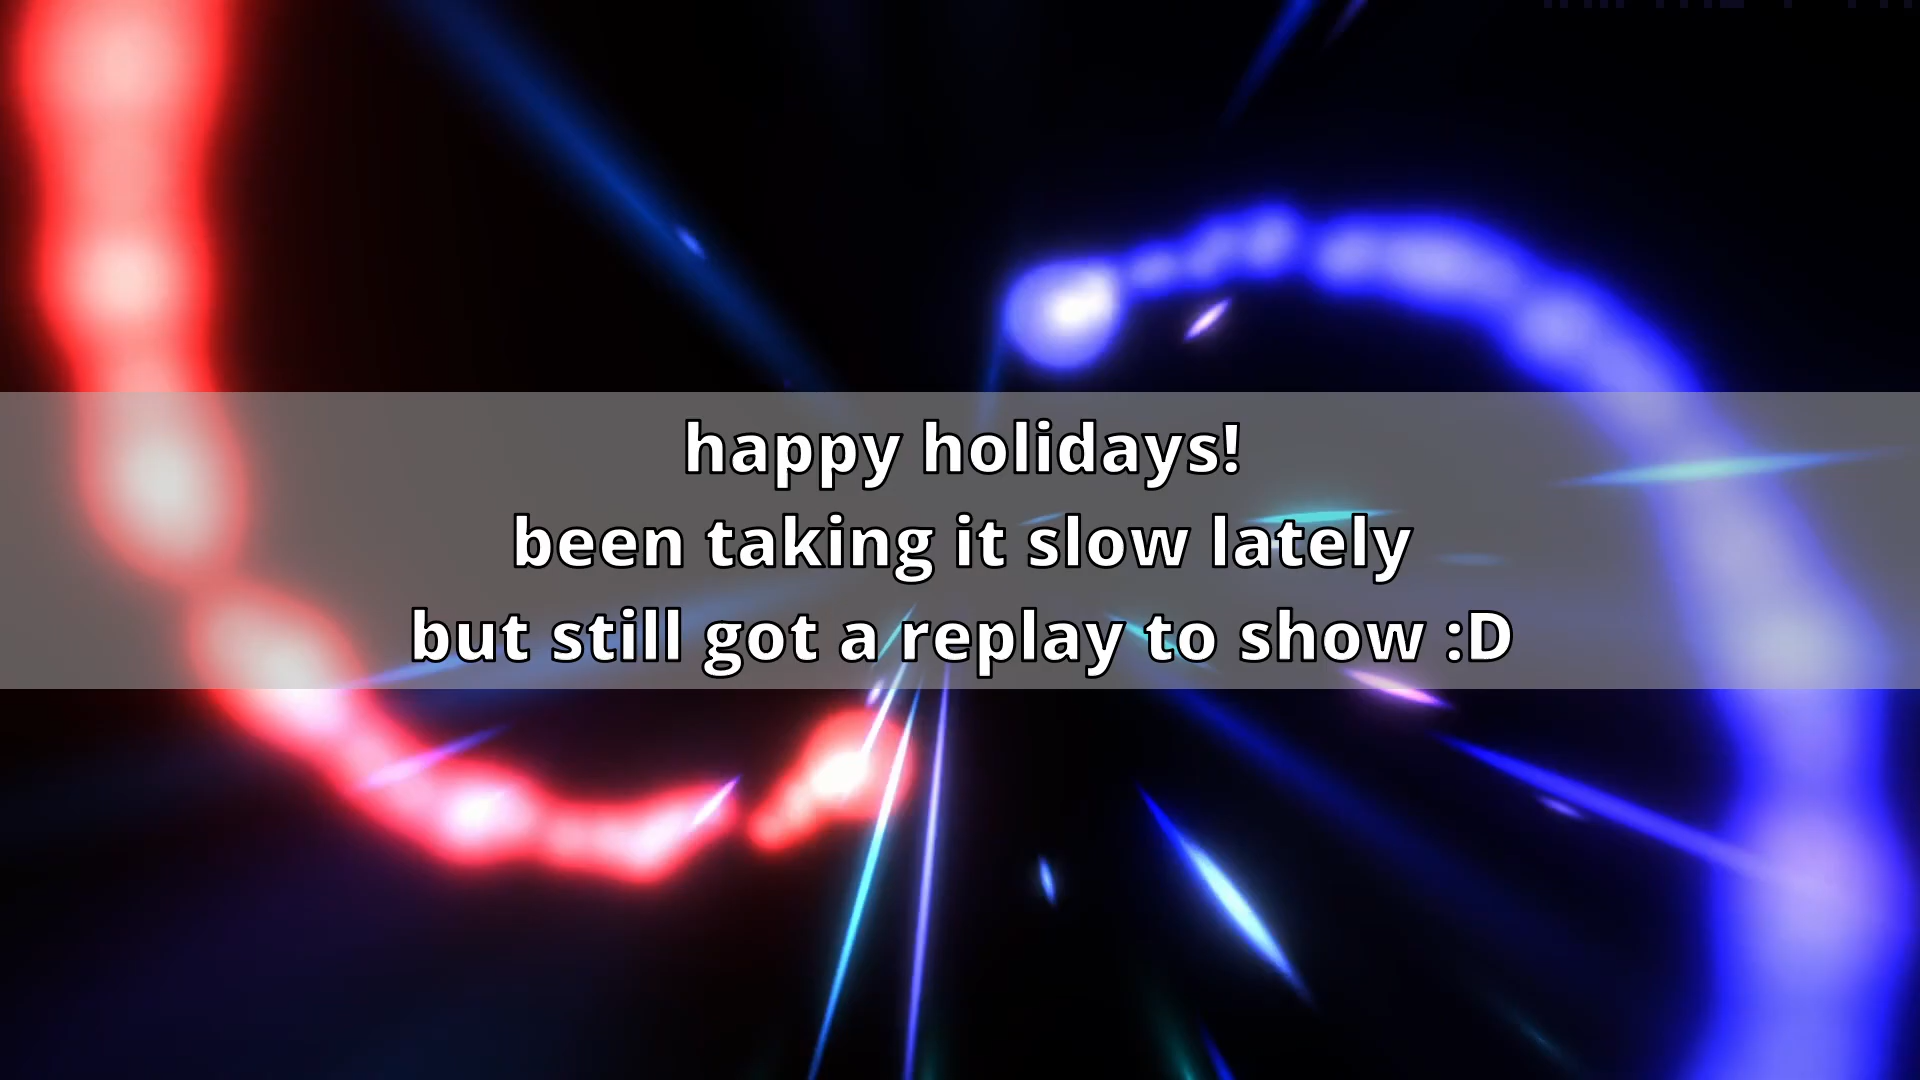 happy holidays!
been taking it slow lately
but still got a replay to show :D